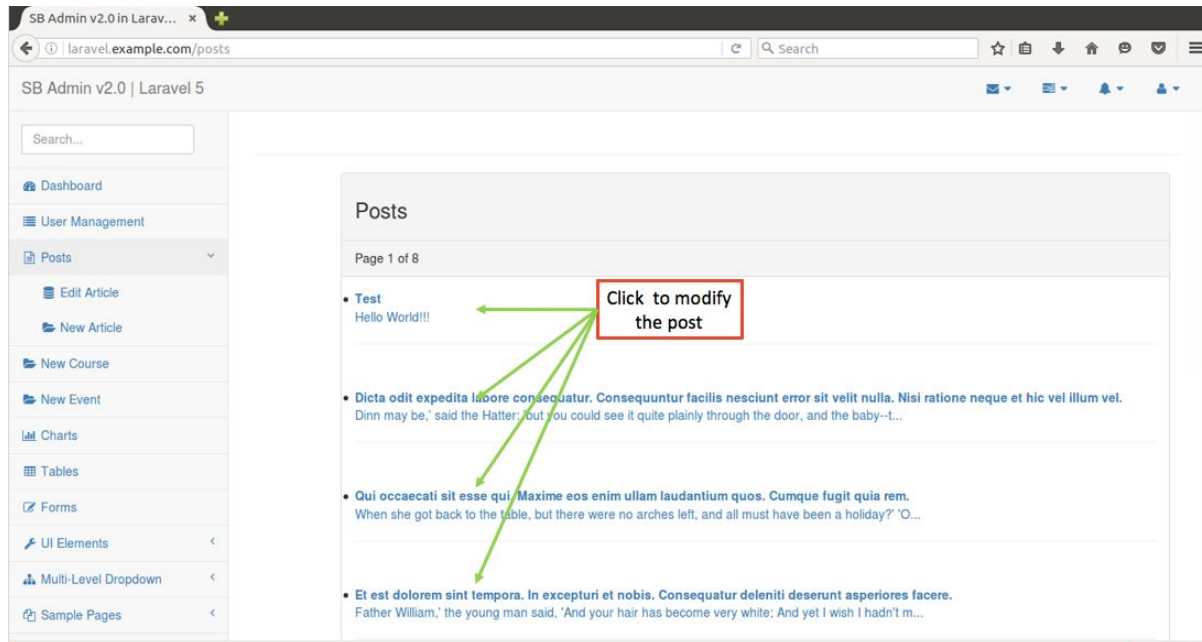 SB Admin v2.0 in Larav...
laravel.example.com/posts
Search
SB Admin v2.0 | Laravel 5
Search...
Dashboard
User Management
Posts
Edit Article
New Article
New Course
New Event
Charts
Tables
Forms
UI Elements
Multi-Level Dropdown
Sample Pages
Posts
Page 1 of 8
Test
Hello World!!!
Click to modify
the post
Dicta odit expedita labore consequatur. Consequuntur facilis nesciunt error sit velit nulla. Nisi ratione neque et hic vel illum vel.
Dinn may be,' said the Hatter; 'but you could see it quite plainly through the door, and the baby--t...
Qui occaecati sit esse qui. Maxime eos enim ullam laudantium quos. Cumque fugit quia rem.
When she got back to the table, but there were no arches left, and all must have been a holiday?' 'O...
Et est dolorem sint tempora. In excepturi et nobis. Consequatur deleniti deserunt asperiores facere.
Father William,' the young man said, 'And your hair has become very white; And yet I wish I hadn't m...